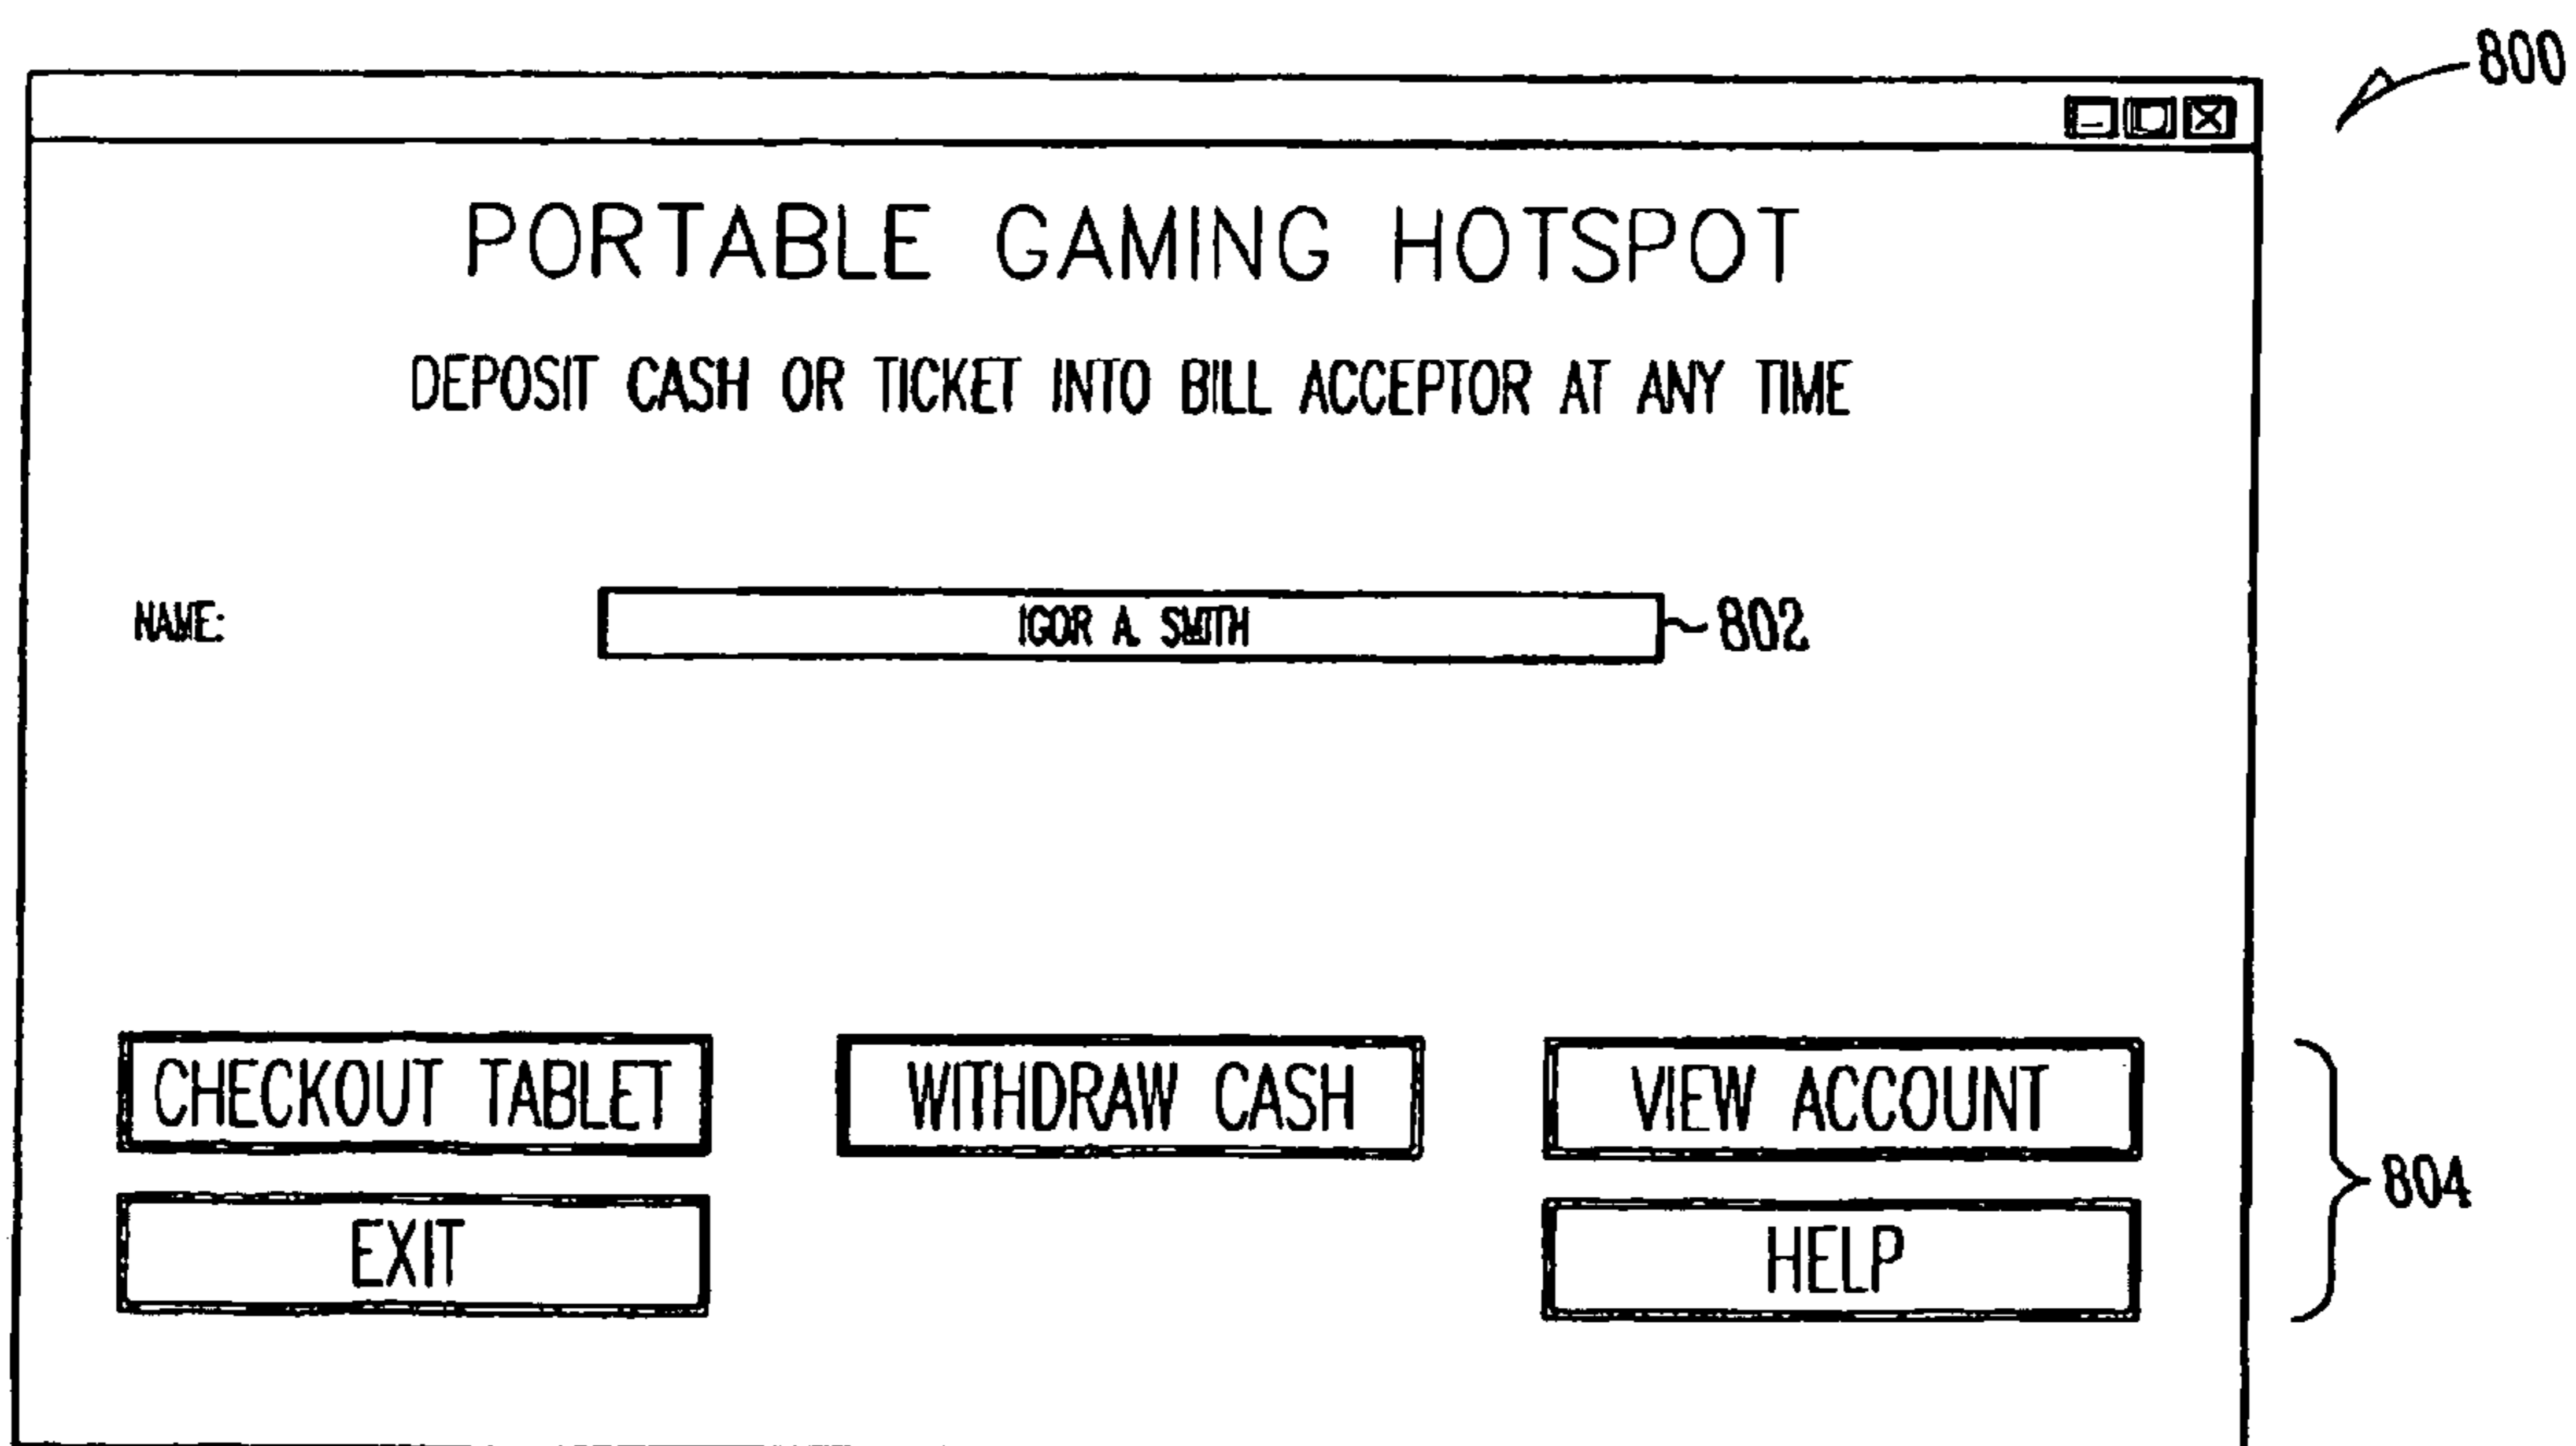 800
PORTABLE GAMING HOTSPOT
DEPOSIT CASH OR TICKET INTO BILL ACCEPTOR AT ANY TIME
NAME: IGOR A. SMITH 802
CHECKOUT TABLET WITHDRAW CASH VIEW ACCOUNT
804
EXIT HELP